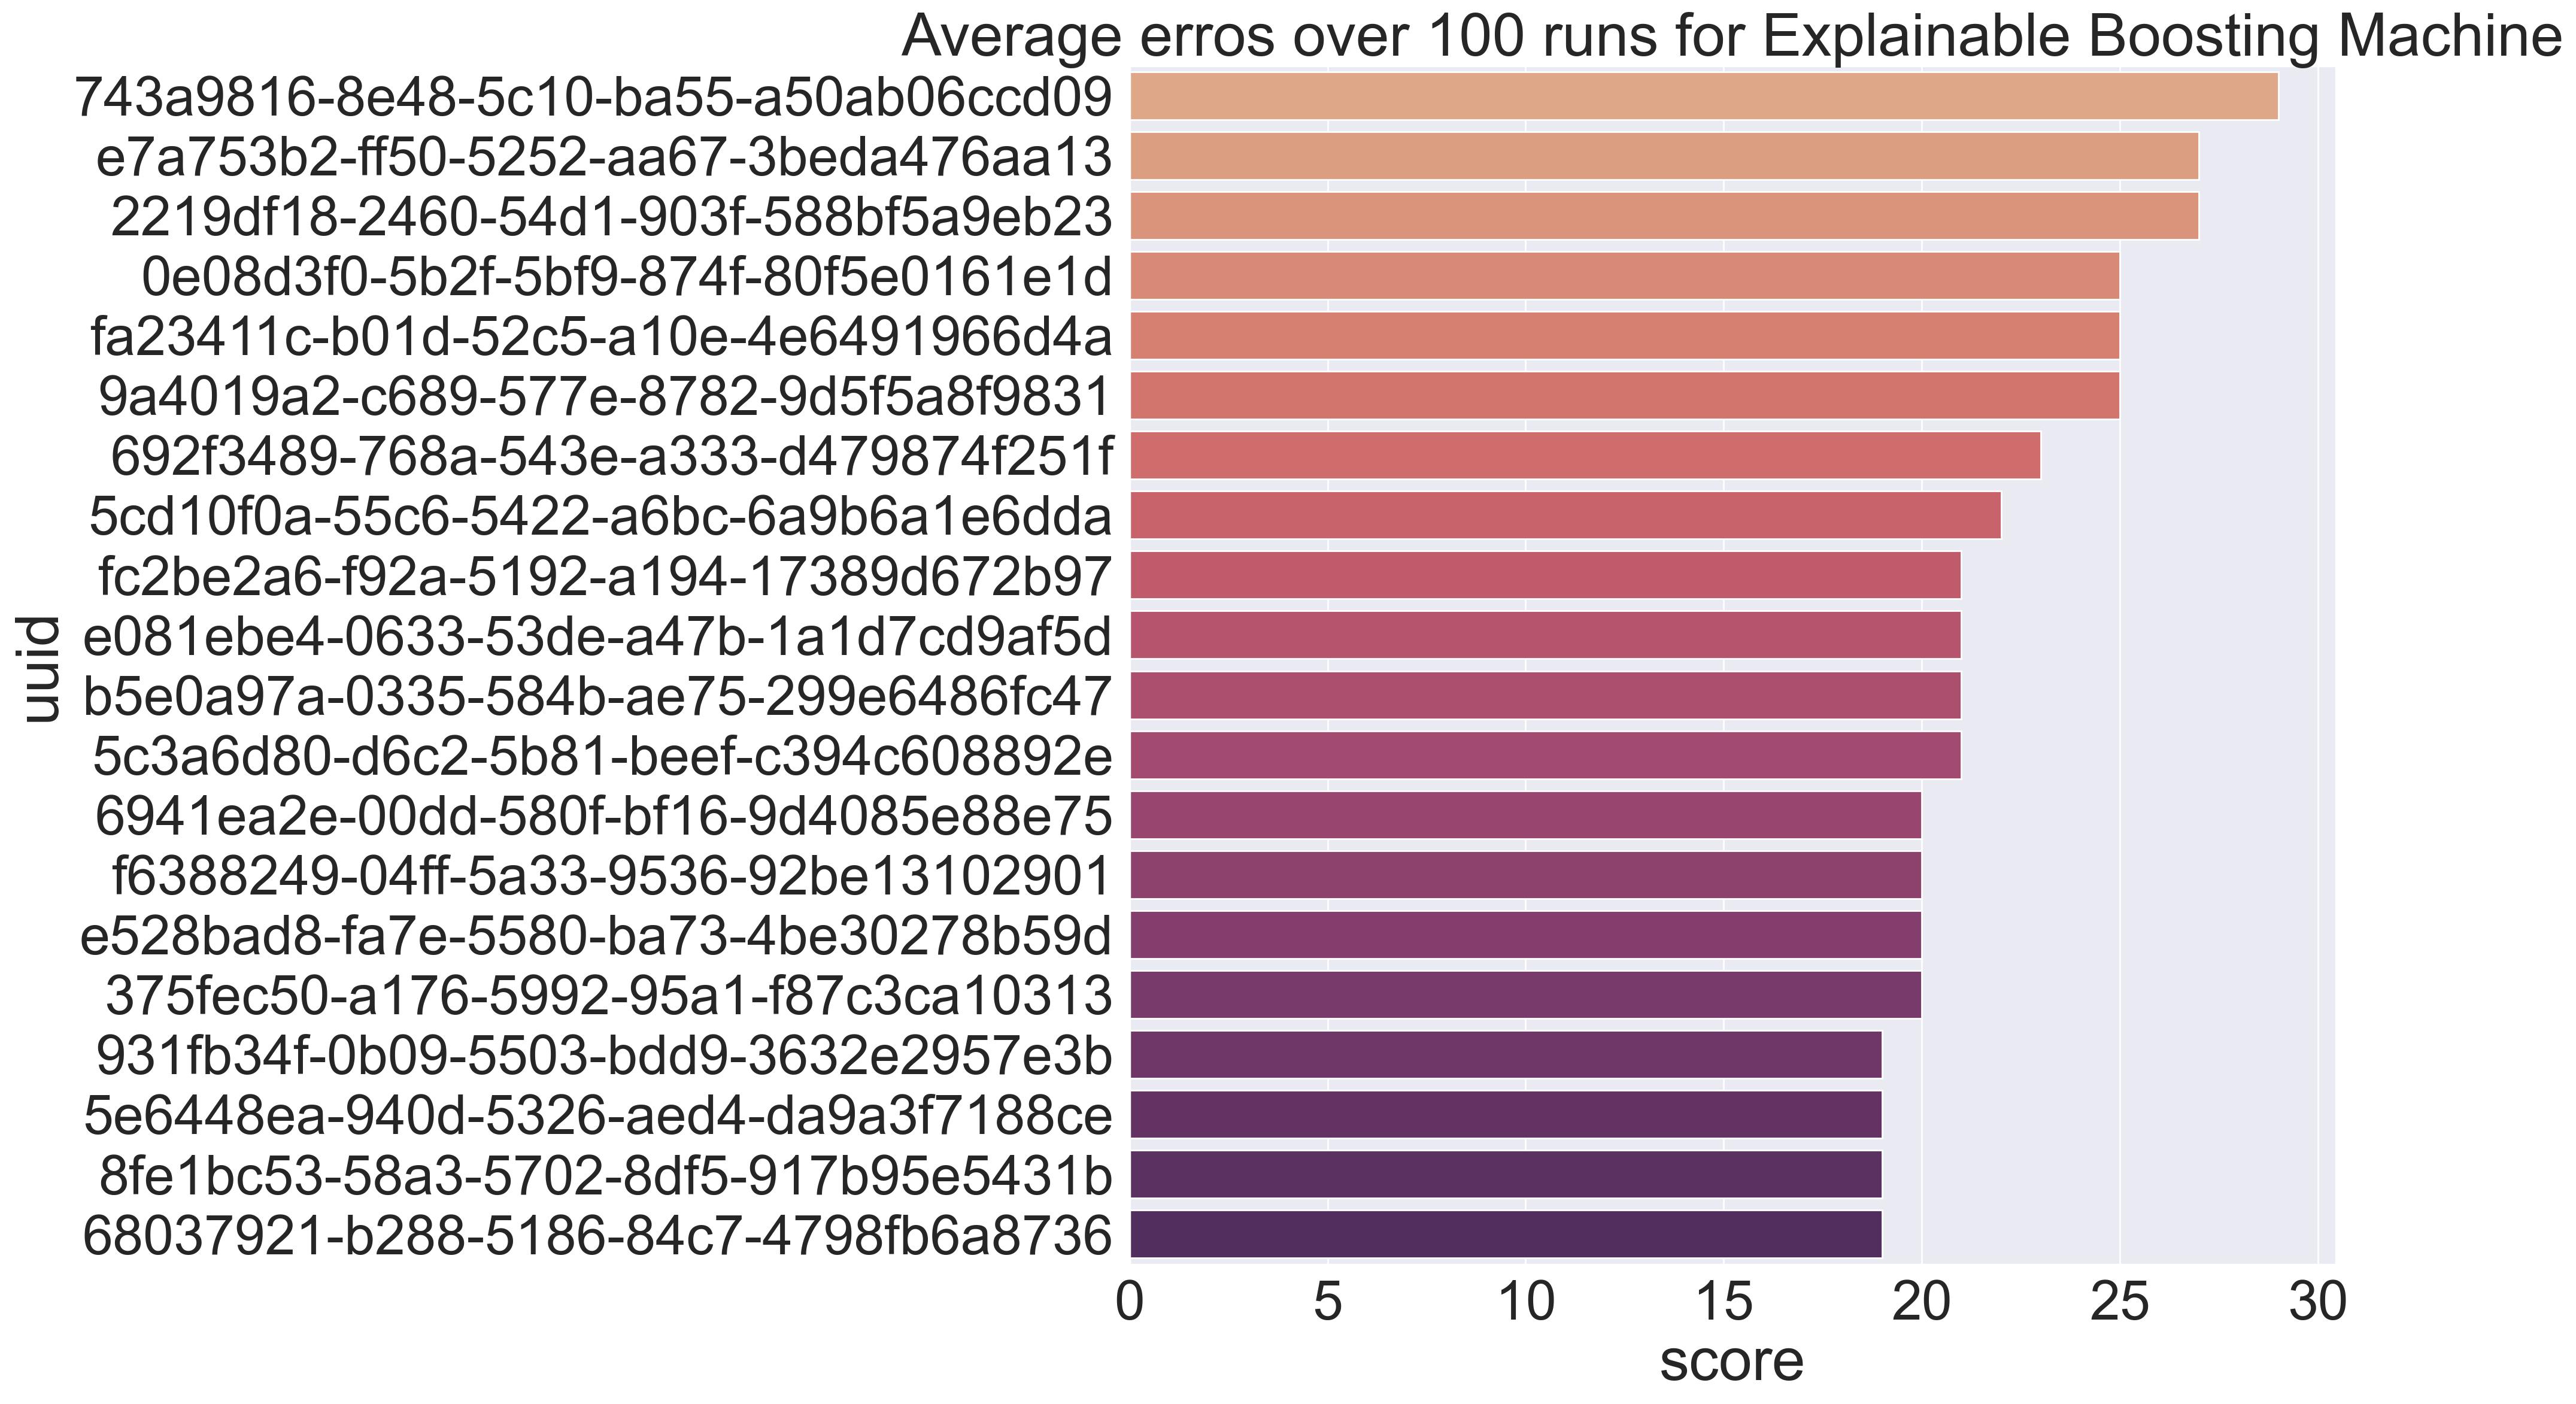 Average erros over 100 runs for Explainable Boosting Machine
743a9816-8e48-5c10-ba55-a50ab06ccd09
e7a753b2-ff50-5252-aa67-3beda476aa13
2219df18-2460-54d1-903f-588bf5a9eb23
0e08d3f0-5b2f-5bf9-874f-80f5e0161e1d
fa23411c-b01d-52c5-a10e-4e6491966d4a
9a4019a2-c689-577e-8782-9d5f5a8f9831
692f3489-768a-543e-a333-d479874f251f
5cd10f0a-55c6-5422-a6bc-6a9b6a1e6dda
fc2be2a6-f92a-5192-a194-17389d672b97
e081ebe4-0633-53de-a47b-1a1d7cd9af5d
b5e0a97a-0335-584b-ae75-299e6486fc47
5c3a6d80-d6c2-5b81-beef-c394c608892e
6941ea2e-00dd-580f-bf16-9d4085e88e75
f6388249-04ff-5a33-9536-92be13102901
e528bad8-fa7e-5580-ba73-4be30278b59d
375fec50-a176-5992-95a1-f87c3ca10313
931fb34f-0b09-5503-bdd9-3632e2957e3b
5e6448ea-940d-5326-aed4-da9a3f7188ce
8fe1bc53-58a3-5702-8df5-917b95e5431b
68037921-b288-5186-84c7-4798fb6a8736
uuid
0 5 10 15 20 25 30
score